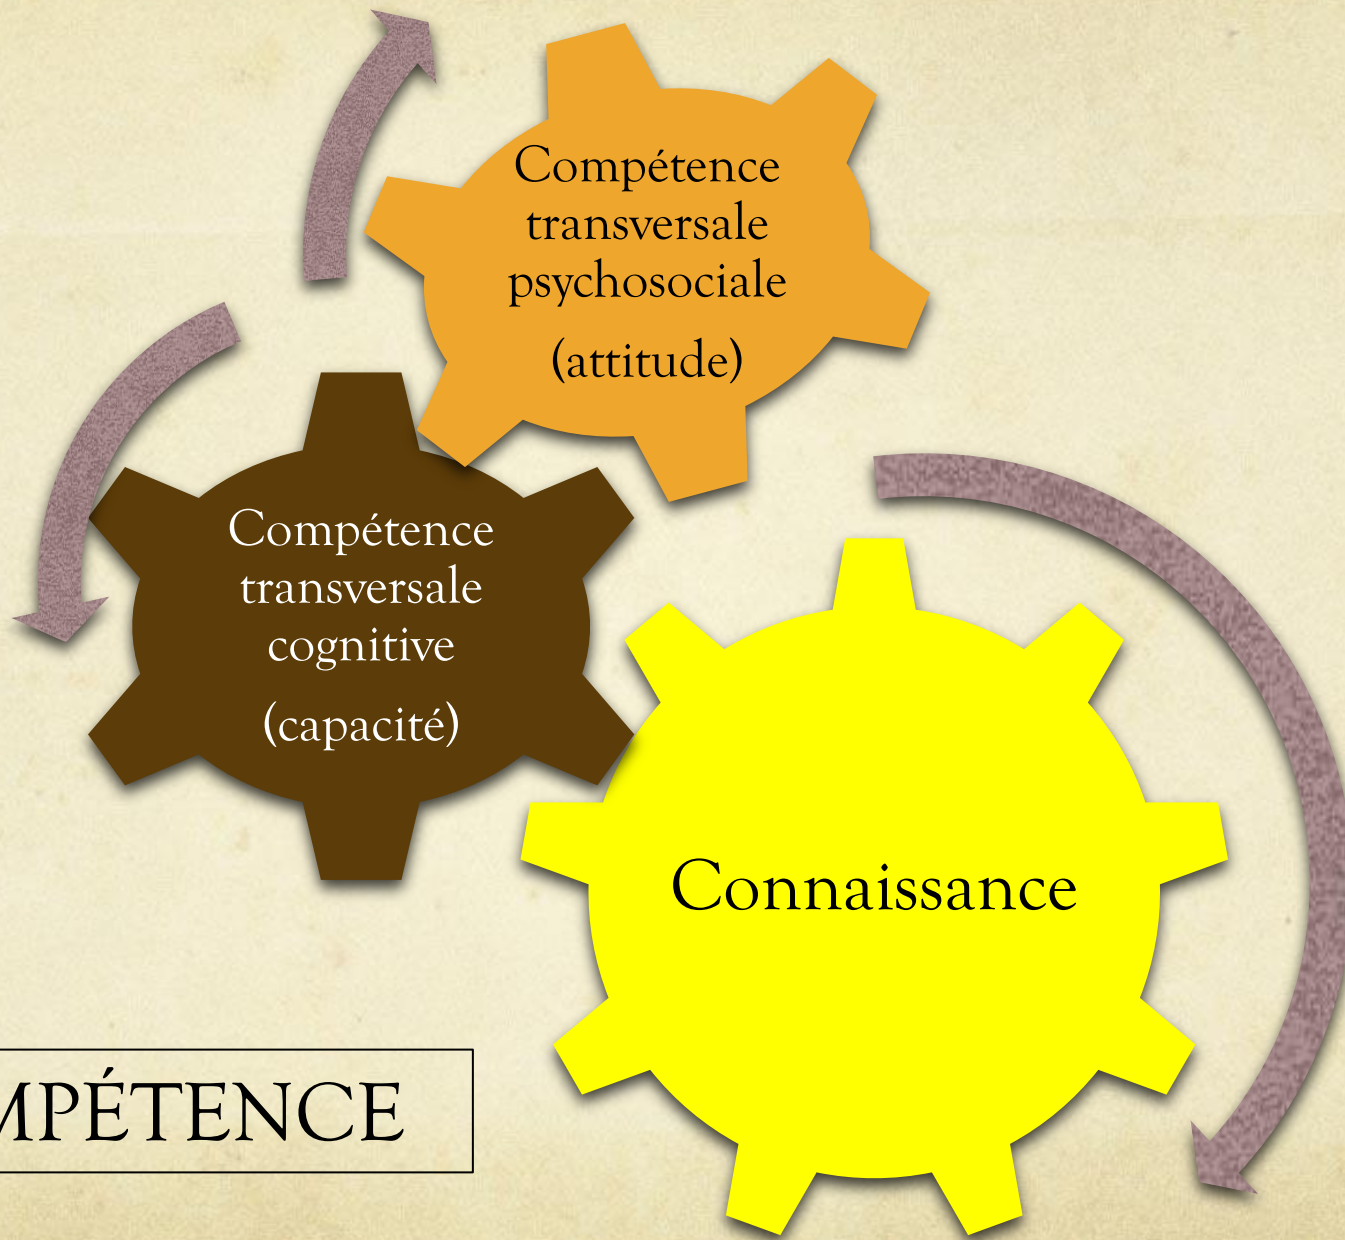 Compétence
transversale
psychosociale
(attitude)
Compétence
transversale
cognitive
(capacité)
Connaissance
MPÉTENCE